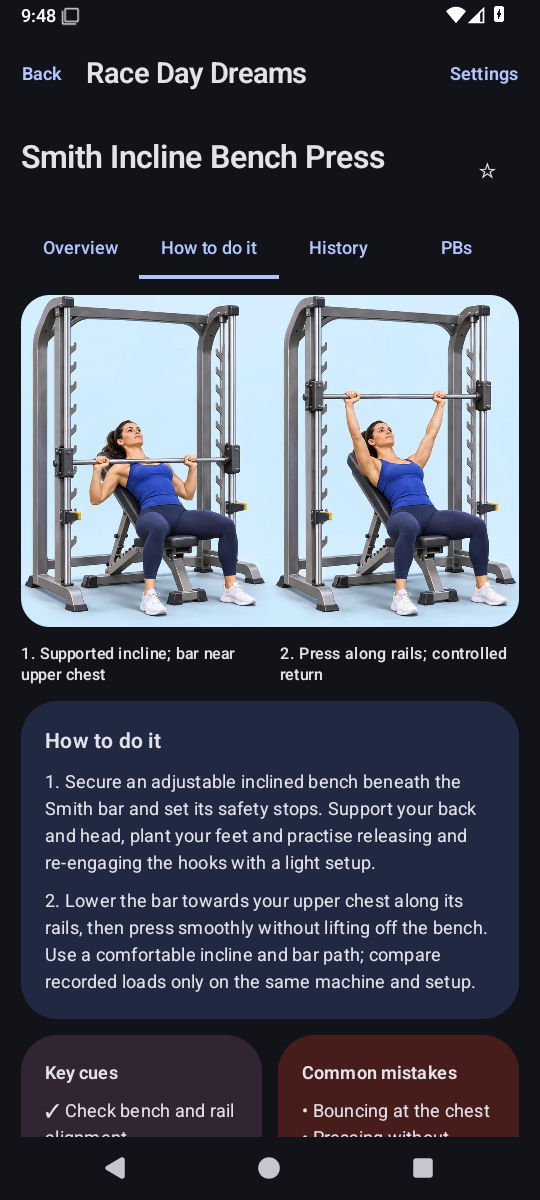 9:48
Back
Race Day Dreams
Settings
Smith Incline Bench Press
Overview
How to do it
History
PBs
1. Supported incline; bar near
upper chest
2. Press along rails; controlled
return
How to do it
1. Secure an adjustable inclined bench beneath the
Smith bar and set its safety stops. Support your back
and head, plant your feet and practise releasing and
re-engaging the hooks with a light setup.
2. Lower the bar towards your upper chest along its
rails, then press smoothly without lifting off the bench.
Use a comfortable incline and bar path; compare
recorded loads only on the same machine and setup.
Key cues
✓ Check bench and rail
alignment
Common mistakes
• Bouncing at the chest
• Pressing without